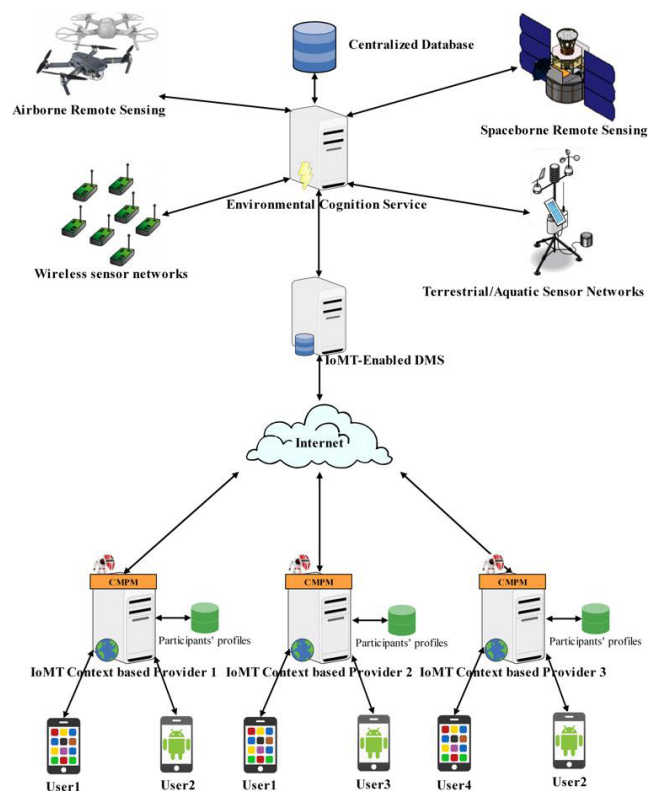 Centralized Database
Airborne Remote Sensing
Spaceborne Remote Sensing
Environmental Cognition Service
Wireless sensor networks
Terrestrial/Aquatic Sensor Networks
IoMT-Enabled DMS
Internet
CMPM
CMPM
CMPM
Participants' profiles
Participants' profiles
Participants' profiles
IoMT Context based Provider 1
IoMT Context based Provider 2
IoMT Context based Provider 3
User1
User2
User1
User3
User4
User2